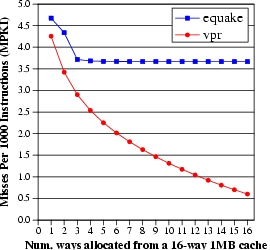 5.0
equake
vpr
4.5
4.0
3.5
3.0
2.5
2.0
1.5
1.0
0.5
0.0
Misses Per 1000 Instructions (MPKI)
0 1 2 3 4 5 6 7 8 9 10 11 12 13 14 15 16
Num. ways allocated from a 16-way 1MB cache